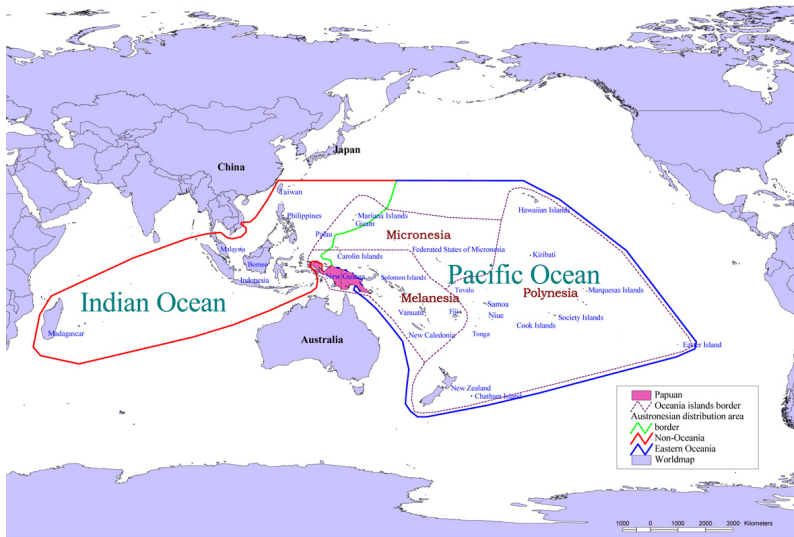 Japan
China
Taiwan
Hawaiian Islands
Philippines
Mariana Islands
Guam
Palau
Micronesia
Malaysia
Carolin Islands
Federated States of Micronesia
Kiribati
Borneo
New Guinea
Solomon Islands
Pacific Ocean
Indonesia
Indian Ocean
Melanesia
Tuvalu
Polynesia
Marquesas Islands
Samoa
Vanuatu
Fiji
Niue
Society Islands
Cook Islands
Madagascar
Australia
New Caledonia
Tonga
Easter Island
New Zealand
Chatham Island
Papuan
Oceania islands border
Austronesian distribution area
border
Non-Oceania
Eastern Oceania
Worldmap
1000 0 1000 2000 3000 Kilometers